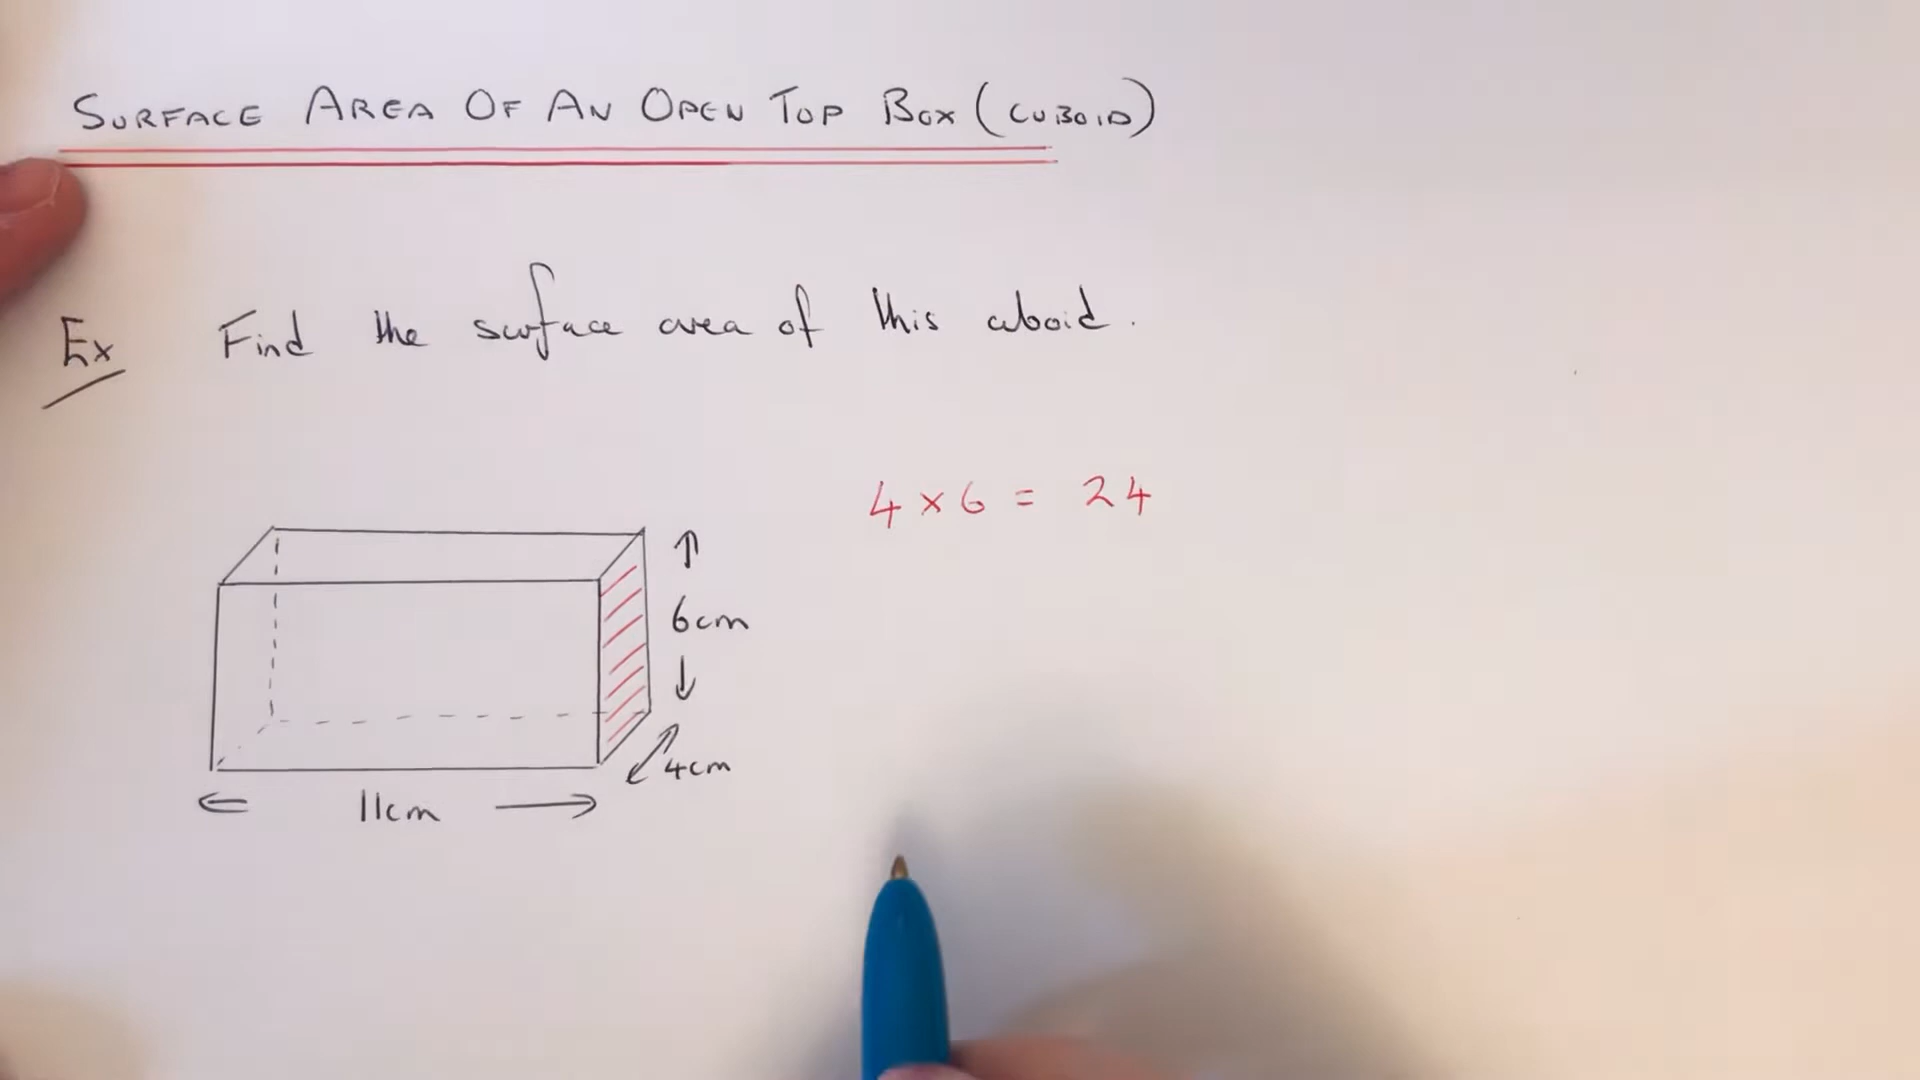 SURFACE AREA OF AN OPEN TOP BOX (CUBOID)
Ex Find the surface area of this cuboid.
4 × 6 = 24
6cm
4cm
11cm